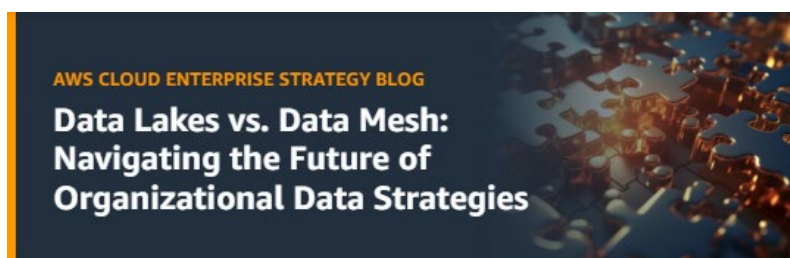 AWS CLOUD ENTERPRISE STRATEGY BLOG
Data Lakes vs. Data Mesh:
Navigating the Future of
Organizational Data Strategies